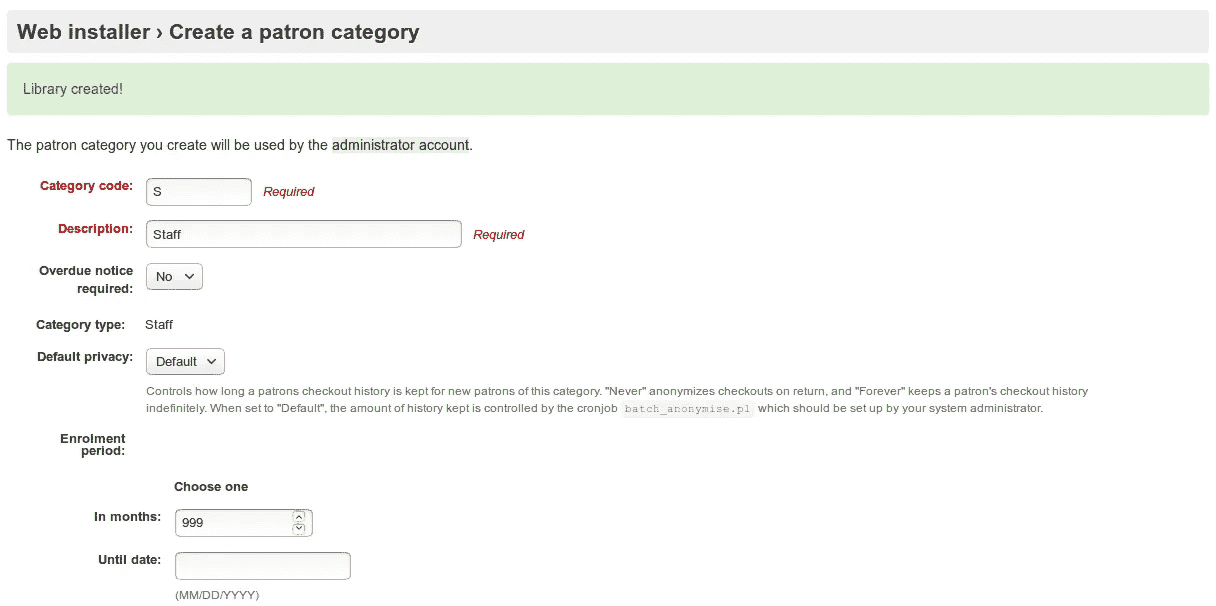 Web installer › Create a patron category
Library created!
The patron category you create will be used by the administrator account.
Category code: S Required
Description: Staff Required
Overdue notice required: No
Category type: Staff
Default privacy: Default
Controls how long a patrons checkout history is kept for new patrons of this category. "Never" anonymizes checkouts on return, and "Forever" keeps a patron's checkout history
indefinitely. When set to "Default", the amount of history kept is controlled by the cronjob batch_anonymise.pl which should be set up by your system administrator.
Enrolment
period:
Choose one
In months: 999
Until date:
(MM/DD/YYYY)